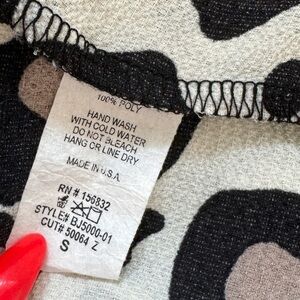 100% POLY
HAND WASH
WITH COLD WATER
DO NOT BLEACH
HANG OR LINE DRY
MADE IN U.S.A
RN # 156832
STYLE# BJ5000-01
CUT# 50064 Z
S